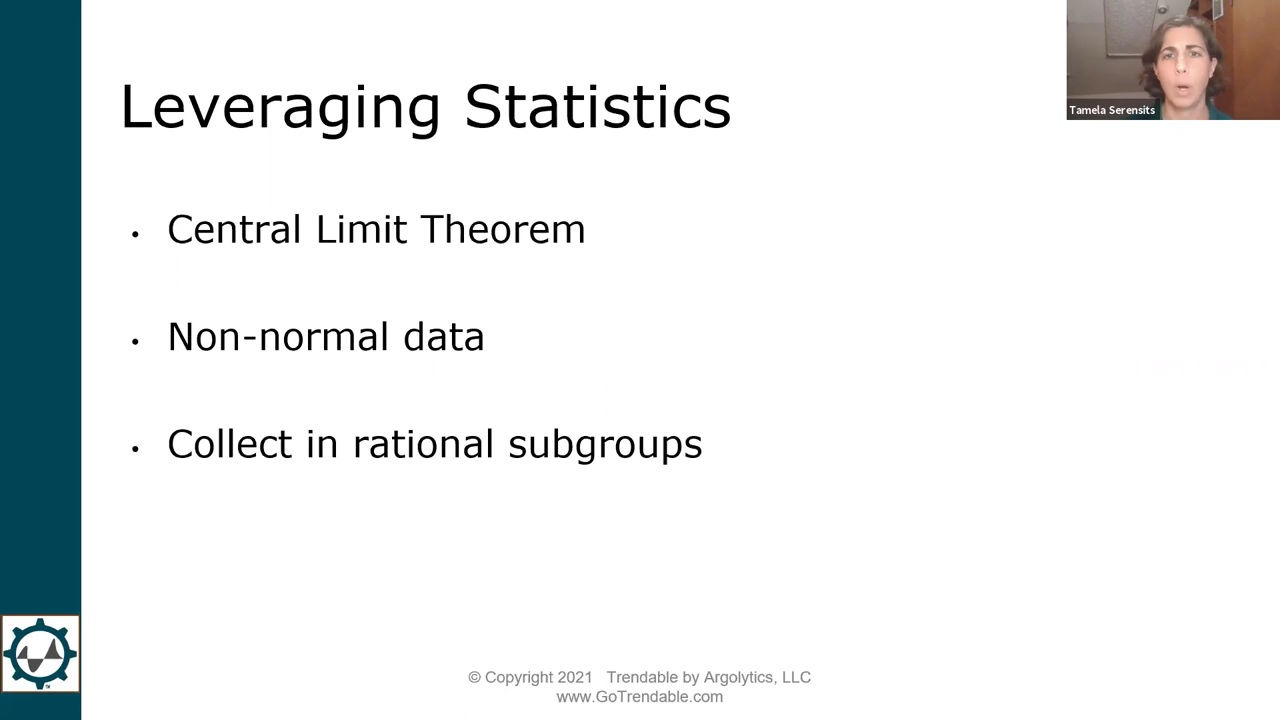 Leveraging Statistics
Tamela Serensits
• Central Limit Theorem
• Non-normal data
• Collect in rational subgroups
© Copyright 2021 Trendable by Argolytics, LLC
www.GoTrendable.com